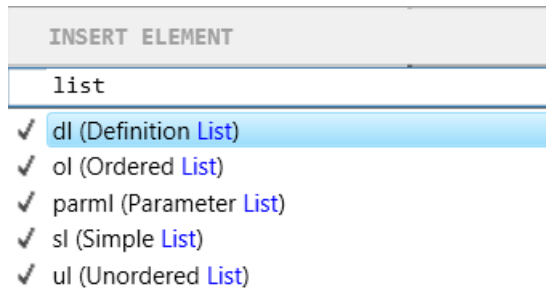 INSERT ELEMENT
list
dl (Definition List)
ol (Ordered List)
parml (Parameter List)
sl (Simple List)
ul (Unordered List)